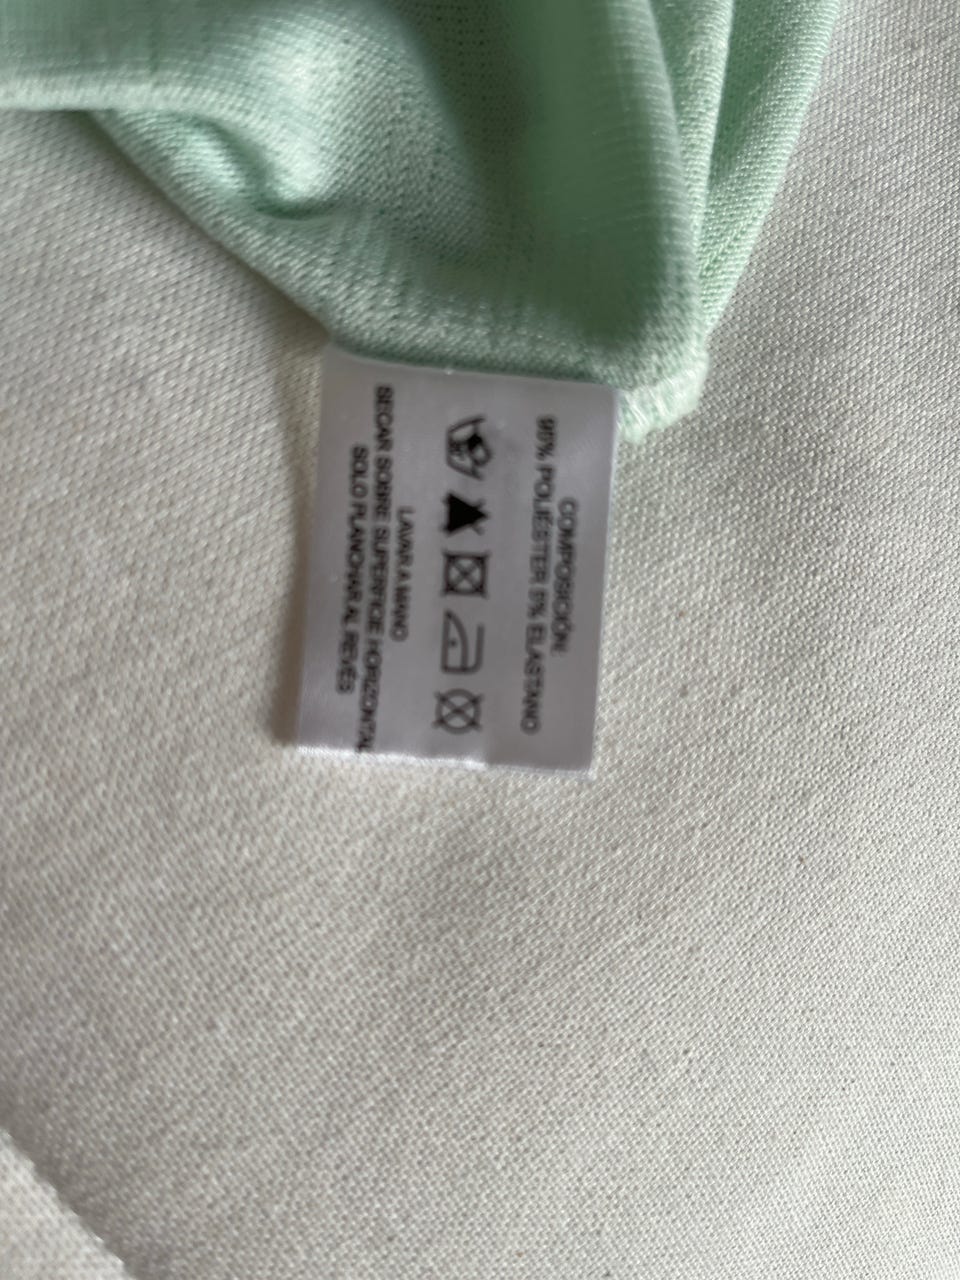 COMPOSICIÓN:
95% POLIÉSTER 5% ELASTANO
LAVAR A MANO
SECAR SOBRE SUPERFICIE HORIZONTAL
SOLO PLANCHAR AL REVÉS